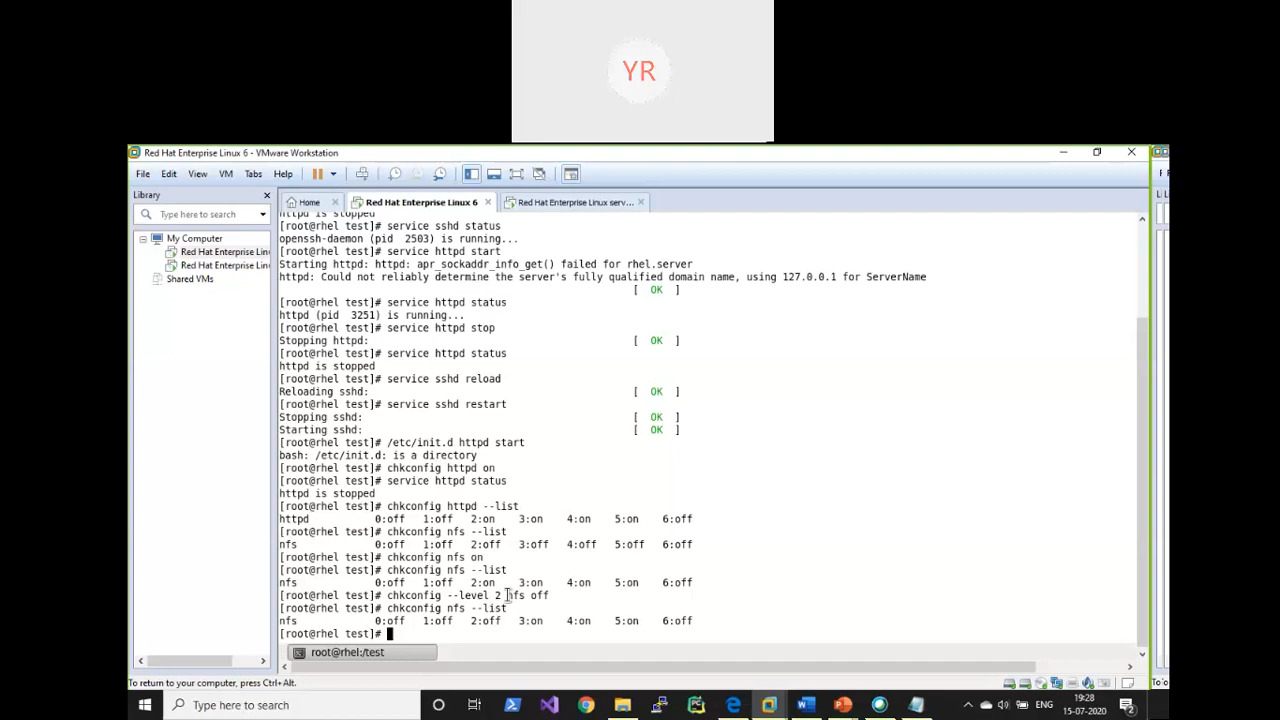 YR
Red Hat Enterprise Linux 6 - VMware Workstation
File Edit View VM Tabs Help
Library
Type here to search
My Computer
Red Hat Enterprise Lin
Red Hat Enterprise Lin
Shared VMs
Home Red Hat Enterprise Linux 6 Red Hat Enterprise Linux serv...
httpd is stopped
[root@rhel test]# service sshd status
openssh-daemon (pid 2503) is running...
[root@rhel test]# service httpd start
Starting httpd: httpd: apr_sockaddr_info_get() failed for rhel.server
httpd: Could not reliably determine the server's fully qualified domain name, using 127.0.0.1 for ServerName
[ OK ]
[root@rhel test]# service httpd status
httpd (pid 3251) is running...
[root@rhel test]# service httpd stop
Stopping httpd: [ OK ]
[root@rhel test]# service httpd status
httpd is stopped
[root@rhel test]# service sshd reload
Reloading sshd: [ OK ]
[root@rhel test]# service sshd restart
Stopping sshd: [ OK ]
Starting sshd: [ OK ]
[root@rhel test]# /etc/init.d httpd start
bash: /etc/init.d: is a directory
[root@rhel test]# chkconfig httpd on
[root@rhel test]# service httpd status
httpd is stopped
[root@rhel test]# chkconfig httpd --list
httpd 0:off 1:off 2:on 3:on 4:on 5:on 6:off
[root@rhel test]# chkconfig nfs --list
nfs 0:off 1:off 2:off 3:off 4:off 5:off 6:off
[root@rhel test]# chkconfig nfs on
[root@rhel test]# chkconfig nfs --list
nfs 0:off 1:off 2:on 3:on 4:on 5:on 6:off
[root@rhel test]# chkconfig --level 2 nfs off
[root@rhel test]# chkconfig nfs --list
nfs 0:off 1:off 2:off 3:on 4:on 5:on 6:off
[root@rhel test]#
root@rhel:/test
To return to your computer, press Ctrl+Alt.
Type here to search
ENG
19:28
15-07-2020